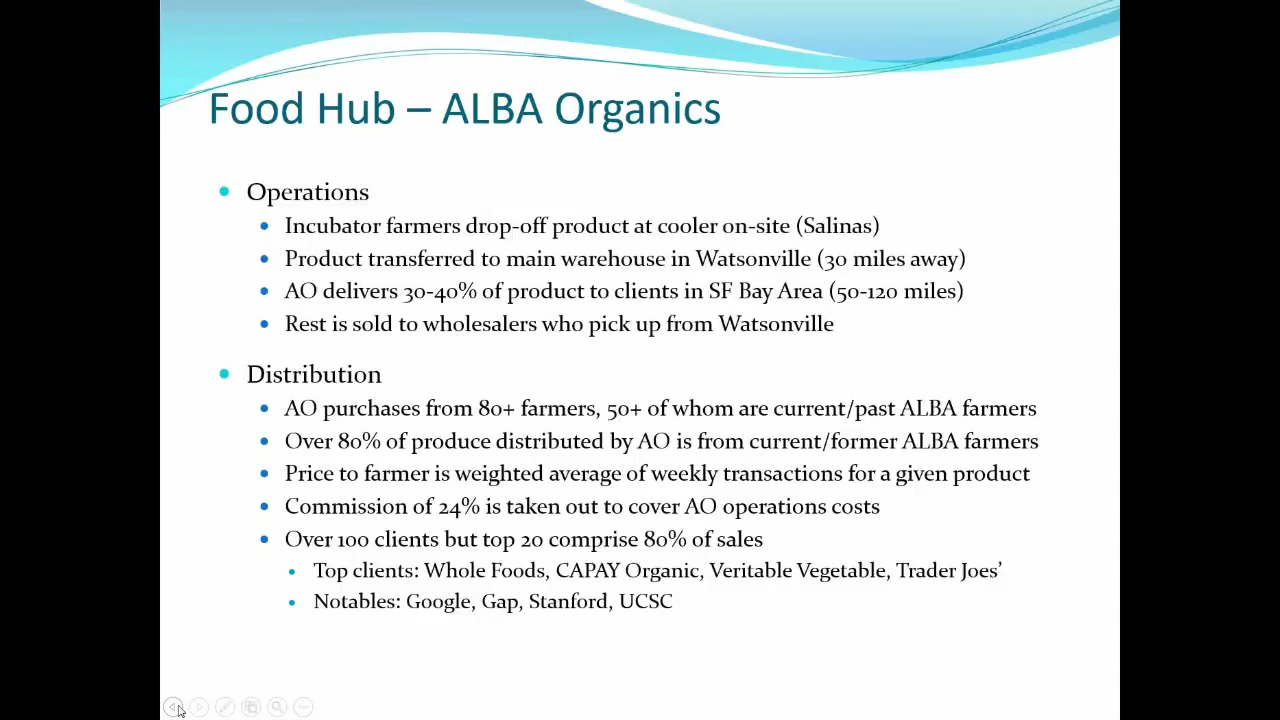 Food Hub – ALBA Organics
Operations
Incubator farmers drop-off product at cooler on-site (Salinas)
Product transferred to main warehouse in Watsonville (30 miles away)
AO delivers 30-40% of product to clients in SF Bay Area (50-120 miles)
Rest is sold to wholesalers who pick up from Watsonville
Distribution
AO purchases from 80+ farmers, 50+ of whom are current/past ALBA farmers
Over 80% of produce distributed by AO is from current/former ALBA farmers
Price to farmer is weighted average of weekly transactions for a given product
Commission of 24% is taken out to cover AO operations costs
Over 100 clients but top 20 comprise 80% of sales
Top clients: Whole Foods, CAPAY Organic, Veritable Vegetable, Trader Joes’
Notables: Google, Gap, Stanford, UCSC